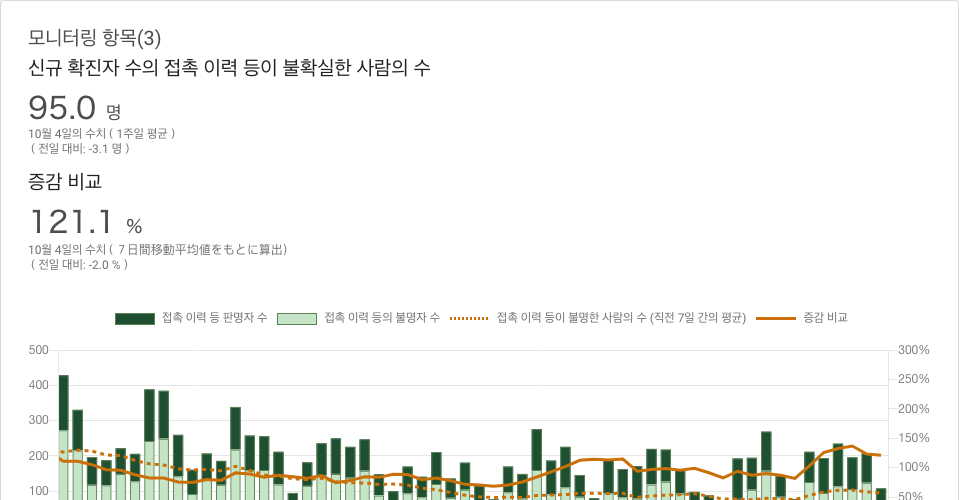 모니터링 항목(3)
신규 확진자 수의 접촉 이력 등이 불확실한 사람의 수
95.0 명
10월 4일의 수치 ( 1주일 평균 )
( 전일 대비: -3.1 명 )
증감 비교
121.1 %
10월 4일의 수치 ( ７日間移動平均値をもとに算出)
( 전일 대비: -2.0 % )
접촉 이력 등 판명자 수 접촉 이력 등의 불명자 수 접촉 이력 등이 불명한 사람의 수 (직전 7일 간의 평균) 증감 비교
500 300%
400 250%
300 200%
200 150%
100 100%
50%